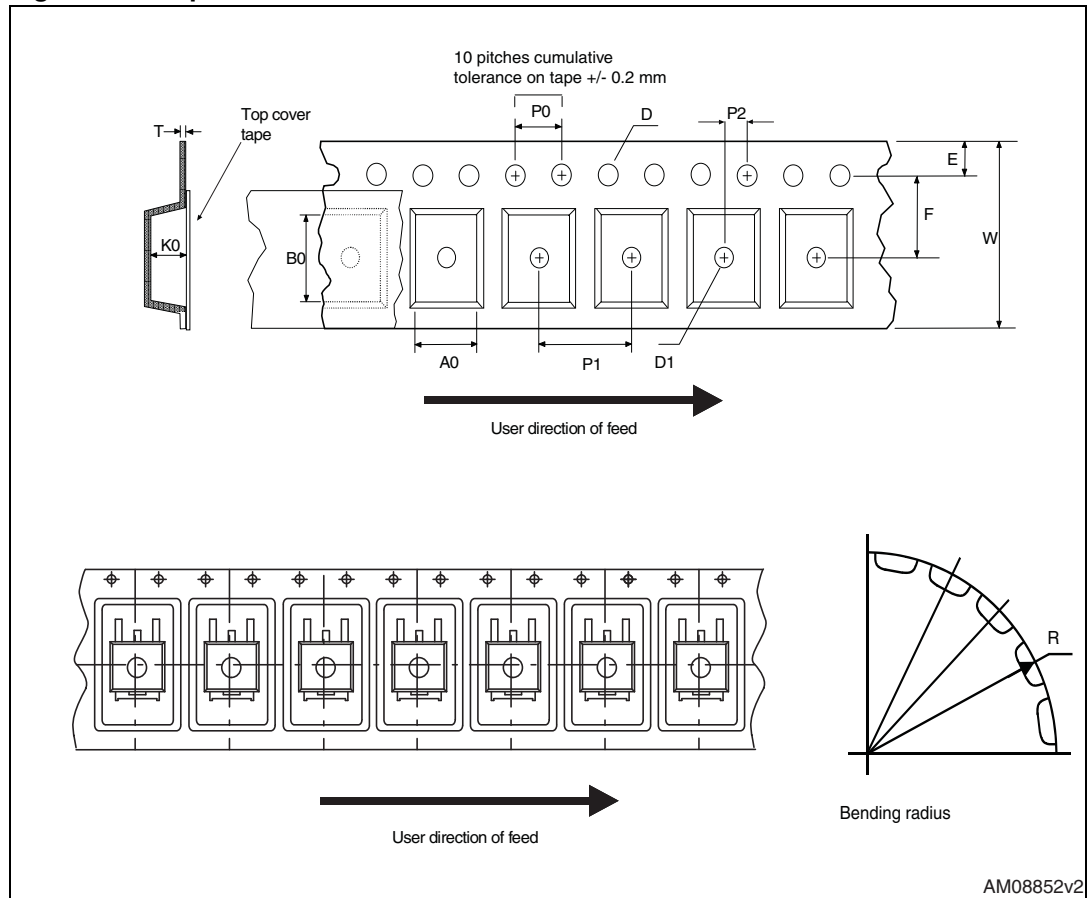 10 pitches cumulative
tolerance on tape +/- 0.2 mm
Top cover
tape
T
P0
D
P2
E
F
W
K0
B0
A0
P1
D1
User direction of feed
R
Bending radius
User direction of feed
AM08852v2